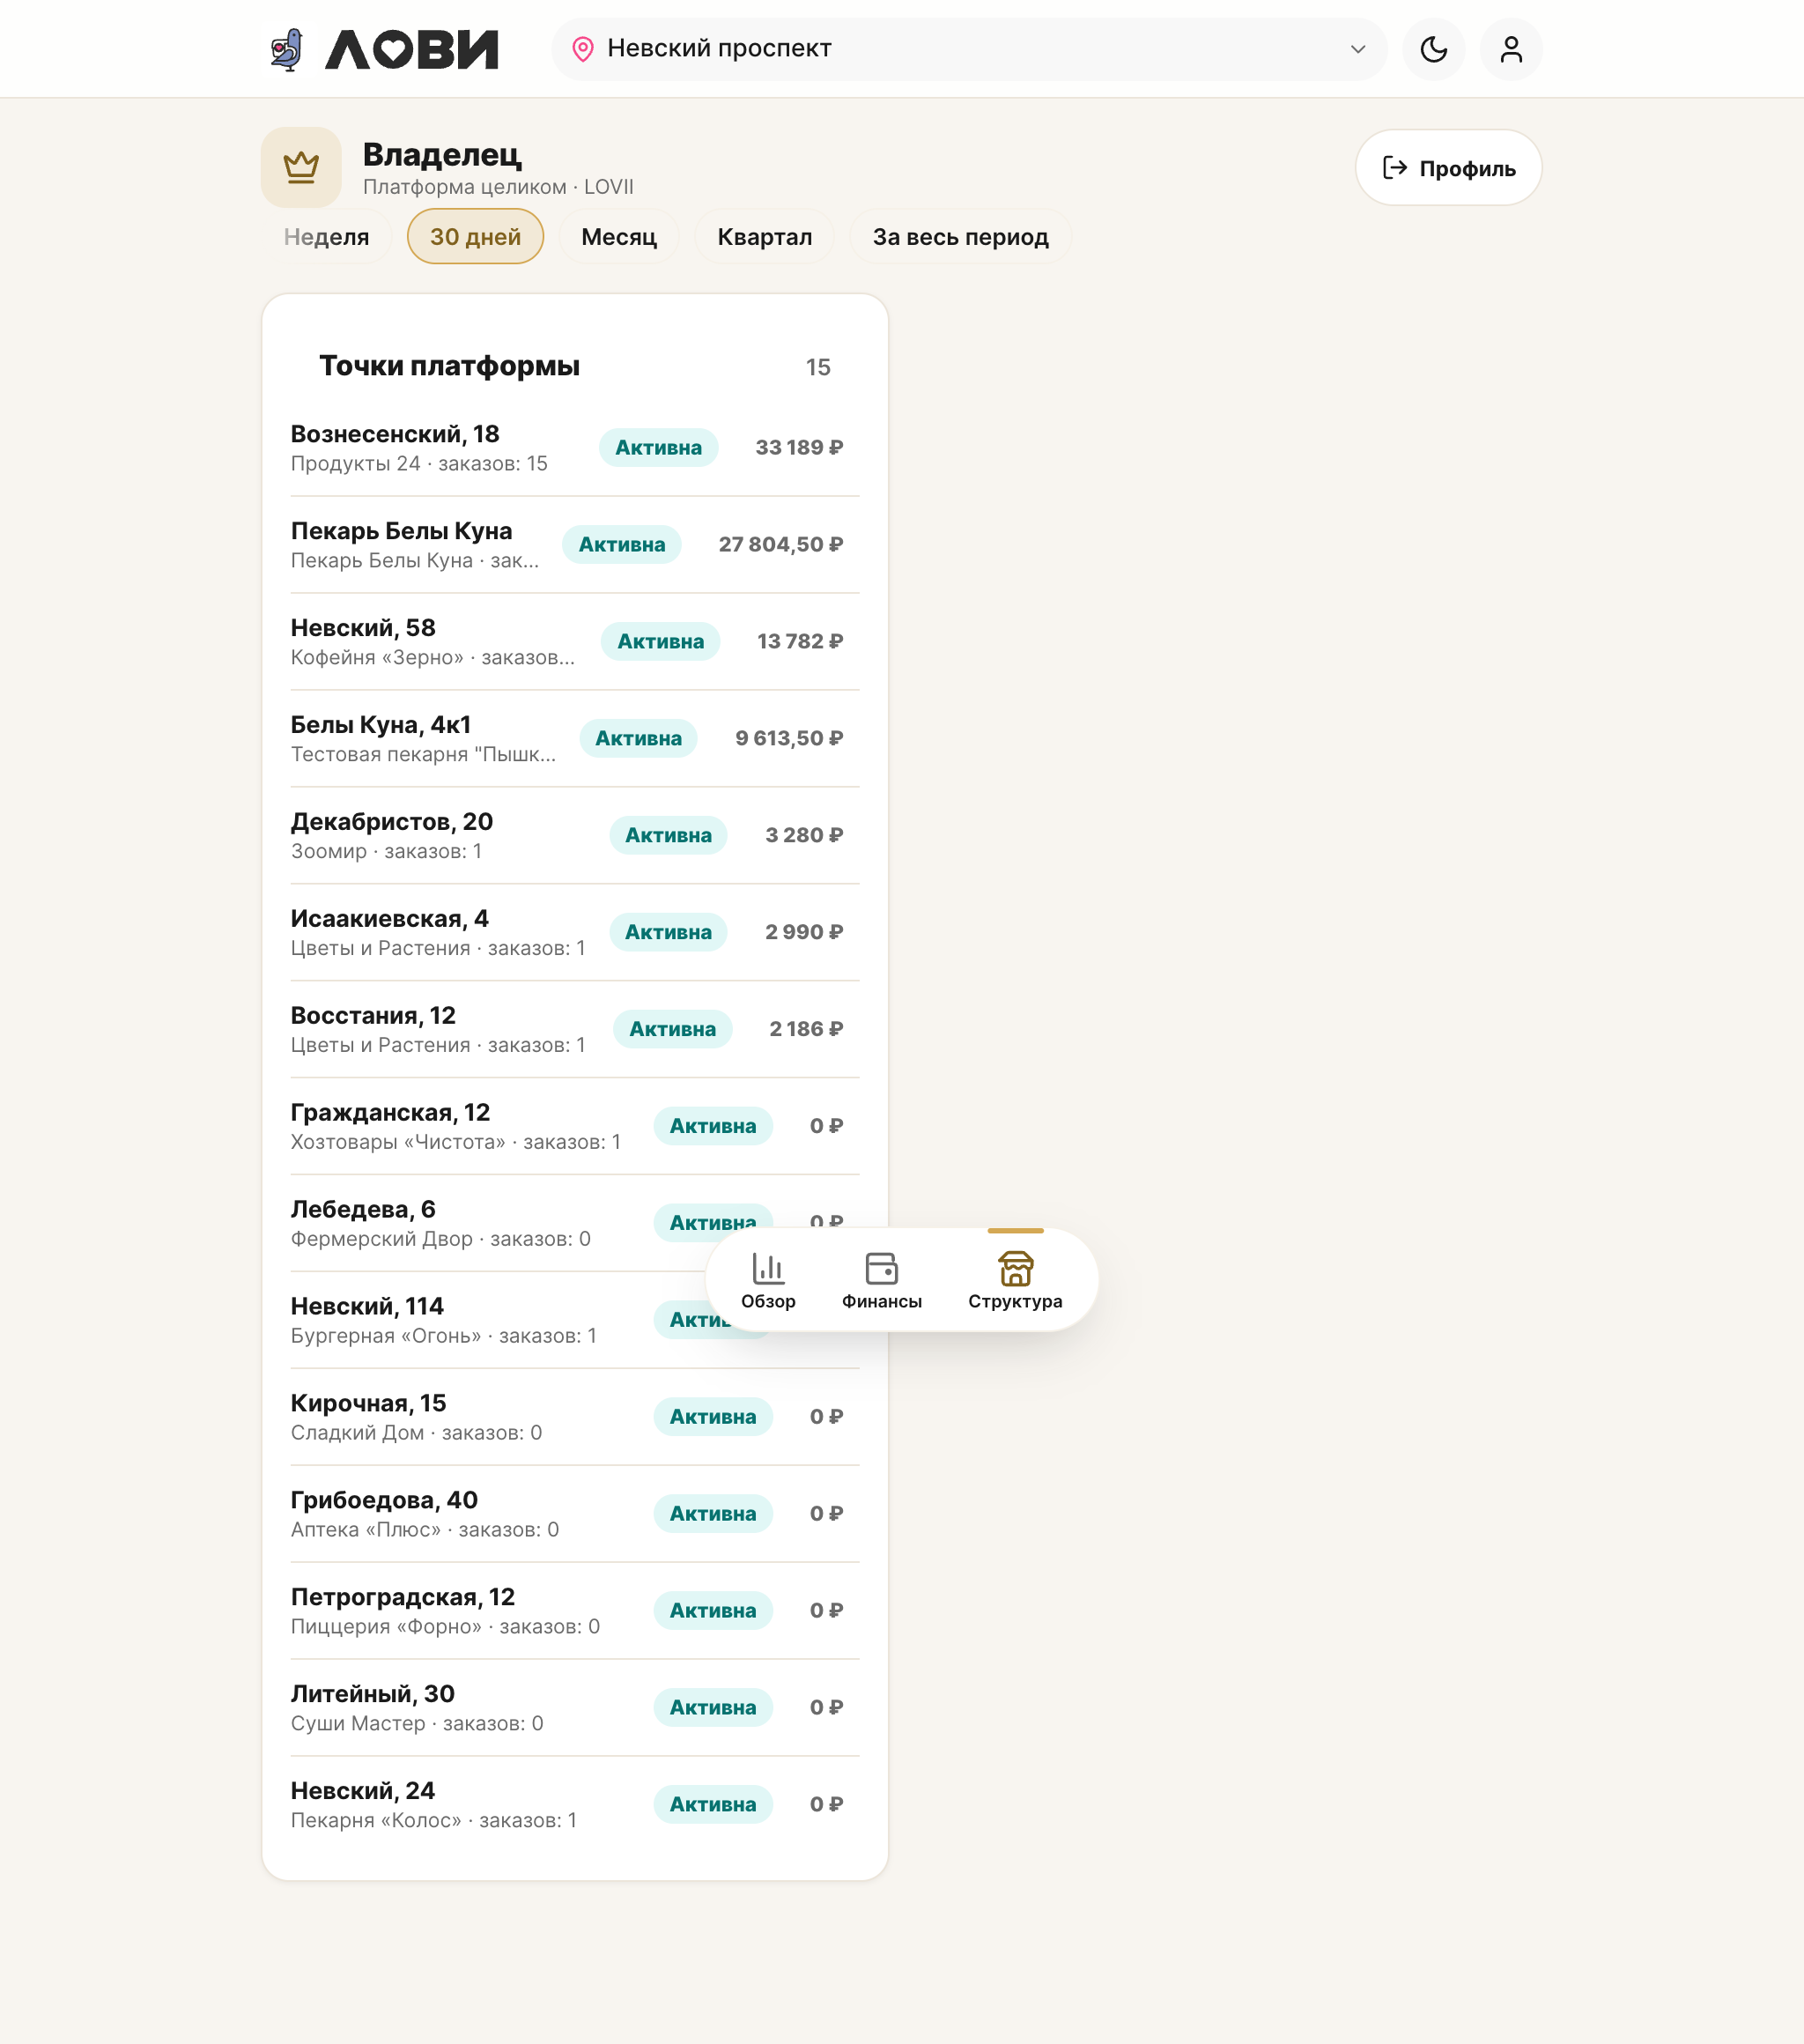 ЛОВИ
Невский проспект
Владелец
Платформа целиком · LOVII
Профиль
Неделя
30 дней
Месяц
Квартал
За весь период
Точки платформы
15
Вознесенский, 18
Продукты 24 · заказов: 15
Активна
33 189 ₽
Пекарь Белы Куна
Пекарь Белы Куна · зак...
Активна
27 804,50 ₽
Невский, 58
Кофейня «Зерно» · заказов...
Активна
13 782 ₽
Белы Куна, 4к1
Тестовая пекарня "Пышк...
Активна
9 613,50 ₽
Декабристов, 20
Зоомир · заказов: 1
Активна
3 280 ₽
Исаакиевская, 4
Цветы и Растения · заказов: 1
Активна
2 990 ₽
Восстания, 12
Цветы и Растения · заказов: 1
Активна
2 186 ₽
Гражданская, 12
Хозтовары «Чистота» · заказов: 1
Активна
0 ₽
Лебедева, 6
Фермерский Двор · заказов: 0
Активна
0 ₽
Обзор
Финансы
Структура
Невский, 114
Бургерная «Огонь» · заказов: 1
Кирочная, 15
Сладкий Дом · заказов: 0
Активна
0 ₽
Грибоедова, 40
Аптека «Плюс» · заказов: 0
Активна
0 ₽
Петроградская, 12
Пиццерия «Форно» · заказов: 0
Активна
0 ₽
Литейный, 30
Суши Мастер · заказов: 0
Активна
0 ₽
Невский, 24
Пекарня «Колос» · заказов: 1
Активна
0 ₽